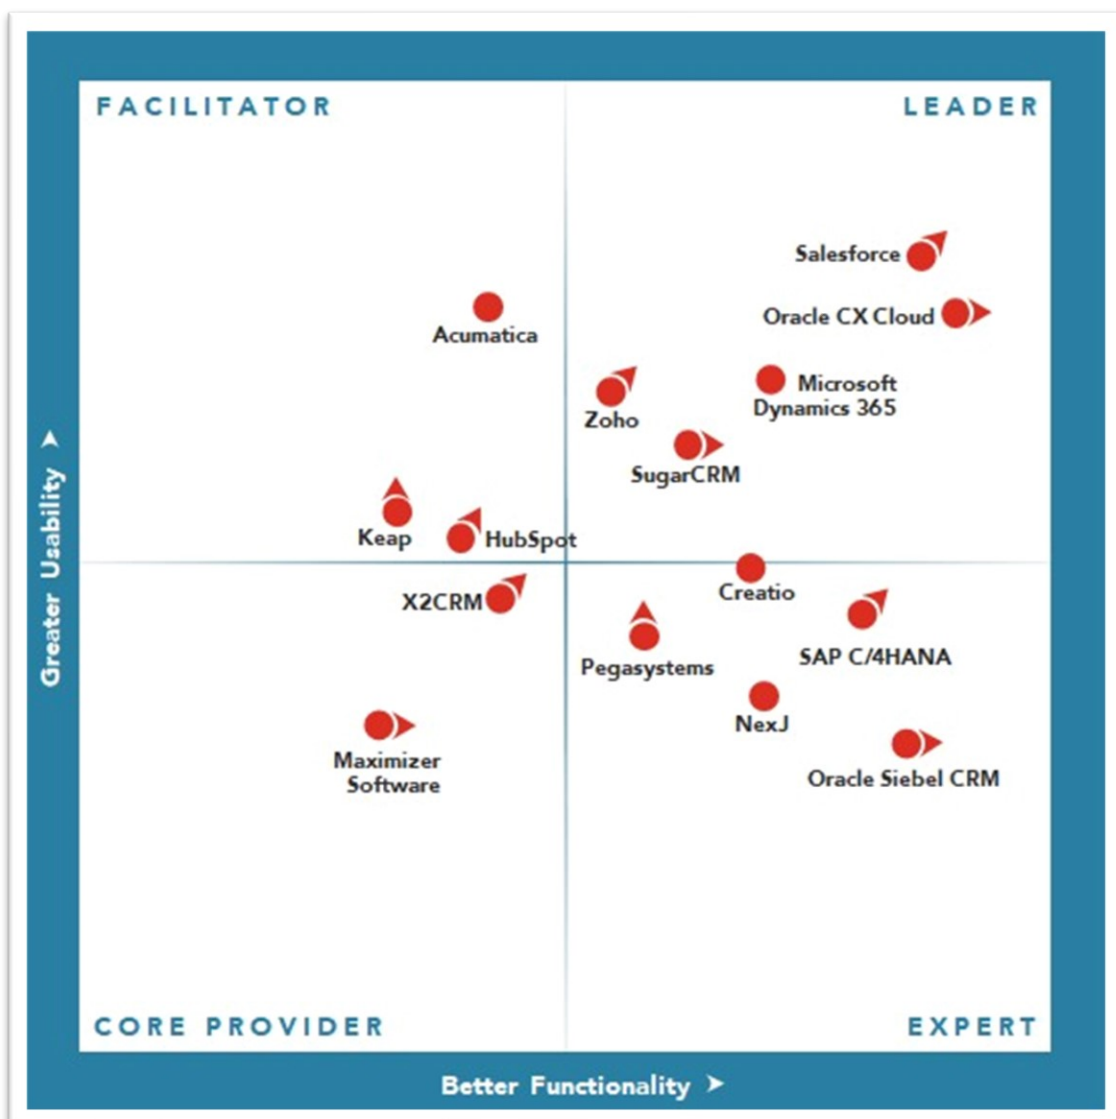 FACILITATOR
LEADER
Salesforce
Oracle CX Cloud
Acumatica
Microsoft
Dynamics 365
Zoho
SugarCRM
Keap
HubSpot
Creatio
X2CRM
SAP C/4HANA
Pegasystems
NexJ
Maximizer
Software
Oracle Siebel CRM
Greater Usability
CORE PROVIDER
EXPERT
Better Functionality